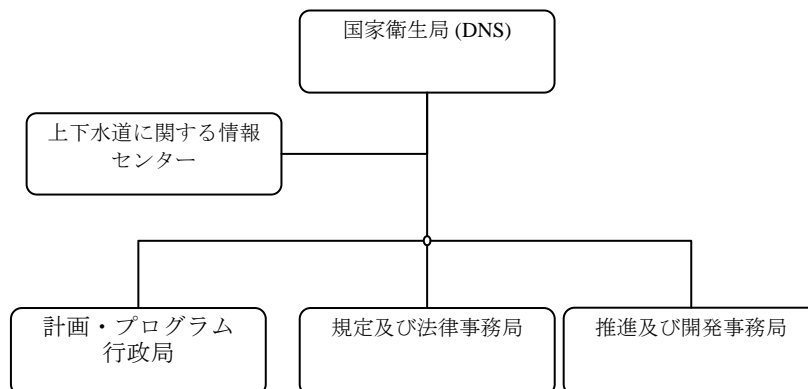 国家衛生局 (DNS)
上下水道に関する情報
センター
計画・プログラム
行政局
規定及び法律事務局
推進及び開発事務局